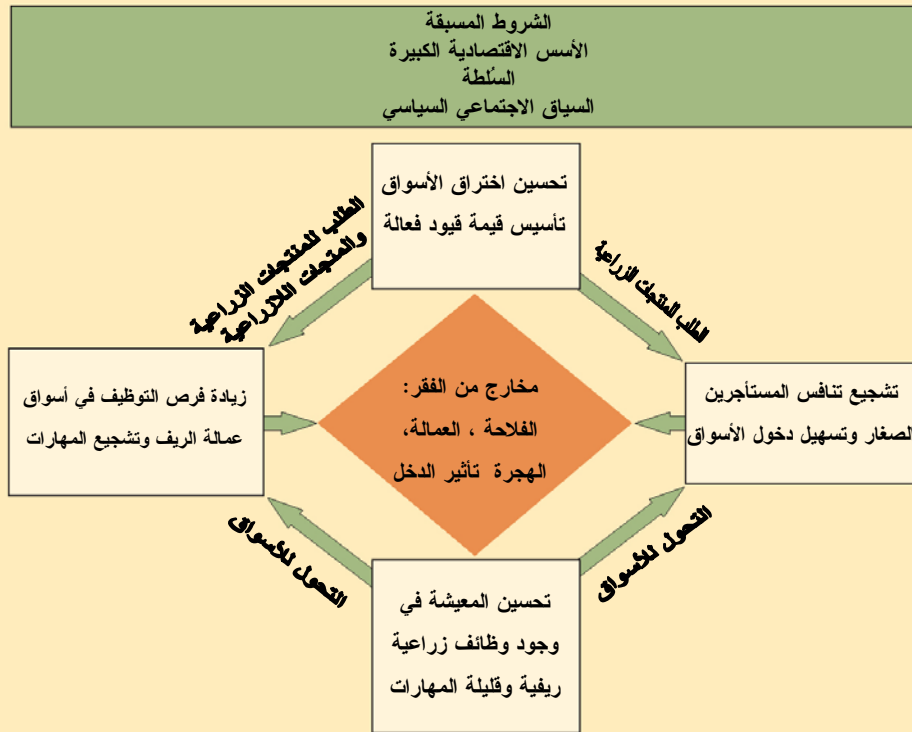 الشروط المسبقة
الأسس الاقتصادية الكبيرة
السُلطة
السياق الاجتماعي السياسي
تحسين اختراق الأسواق
تأسيس قيمة قيود فعالة
الطلب للمنتجات الزراعية
والمتجات اللازراعية
الطلب للمنتجات الزراعية
زيادة فرص التوظيف في أسواق
عمالة الريف وتشجيع المهارات
مخارج من الفقر:
الفلاحة ، العمالة،
الهجرة تأثير الدخل
تشجيع تنافس المستأجرين
الصغار وتسهيل دخول الأسواق
التحول للأسواق
التحول للأسواق
تحسين المعيشة في
وجود وظائف زراعية
ريفية وقليلة المهارات